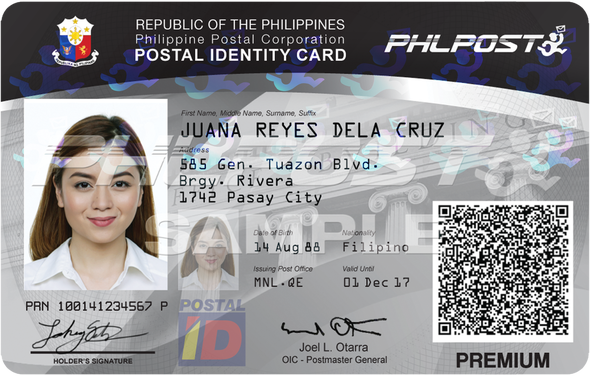 REPUBLIC OF THE PHILIPPINES
Philippine Postal Corporation
POSTAL IDENTITY CARD
PHLPOST
First Name, Middle Name, Surname, Suffix
JUANA REYES DELA CRUZ
Address
585 Gen. Tuazon Blvd.
Brgy. Rivera
1742 Pasay City
SAMPLE
Date of Birth Nationality
14 Aug 88 Filipino
Issuing Post Office Valid Until
MNL.QE 01 Dec 17
PRN 100141234567 P
HOLDER'S SIGNATURE
POSTAL
ID
Joel L. Otarra
OIC - Postmaster General
PREMIUM